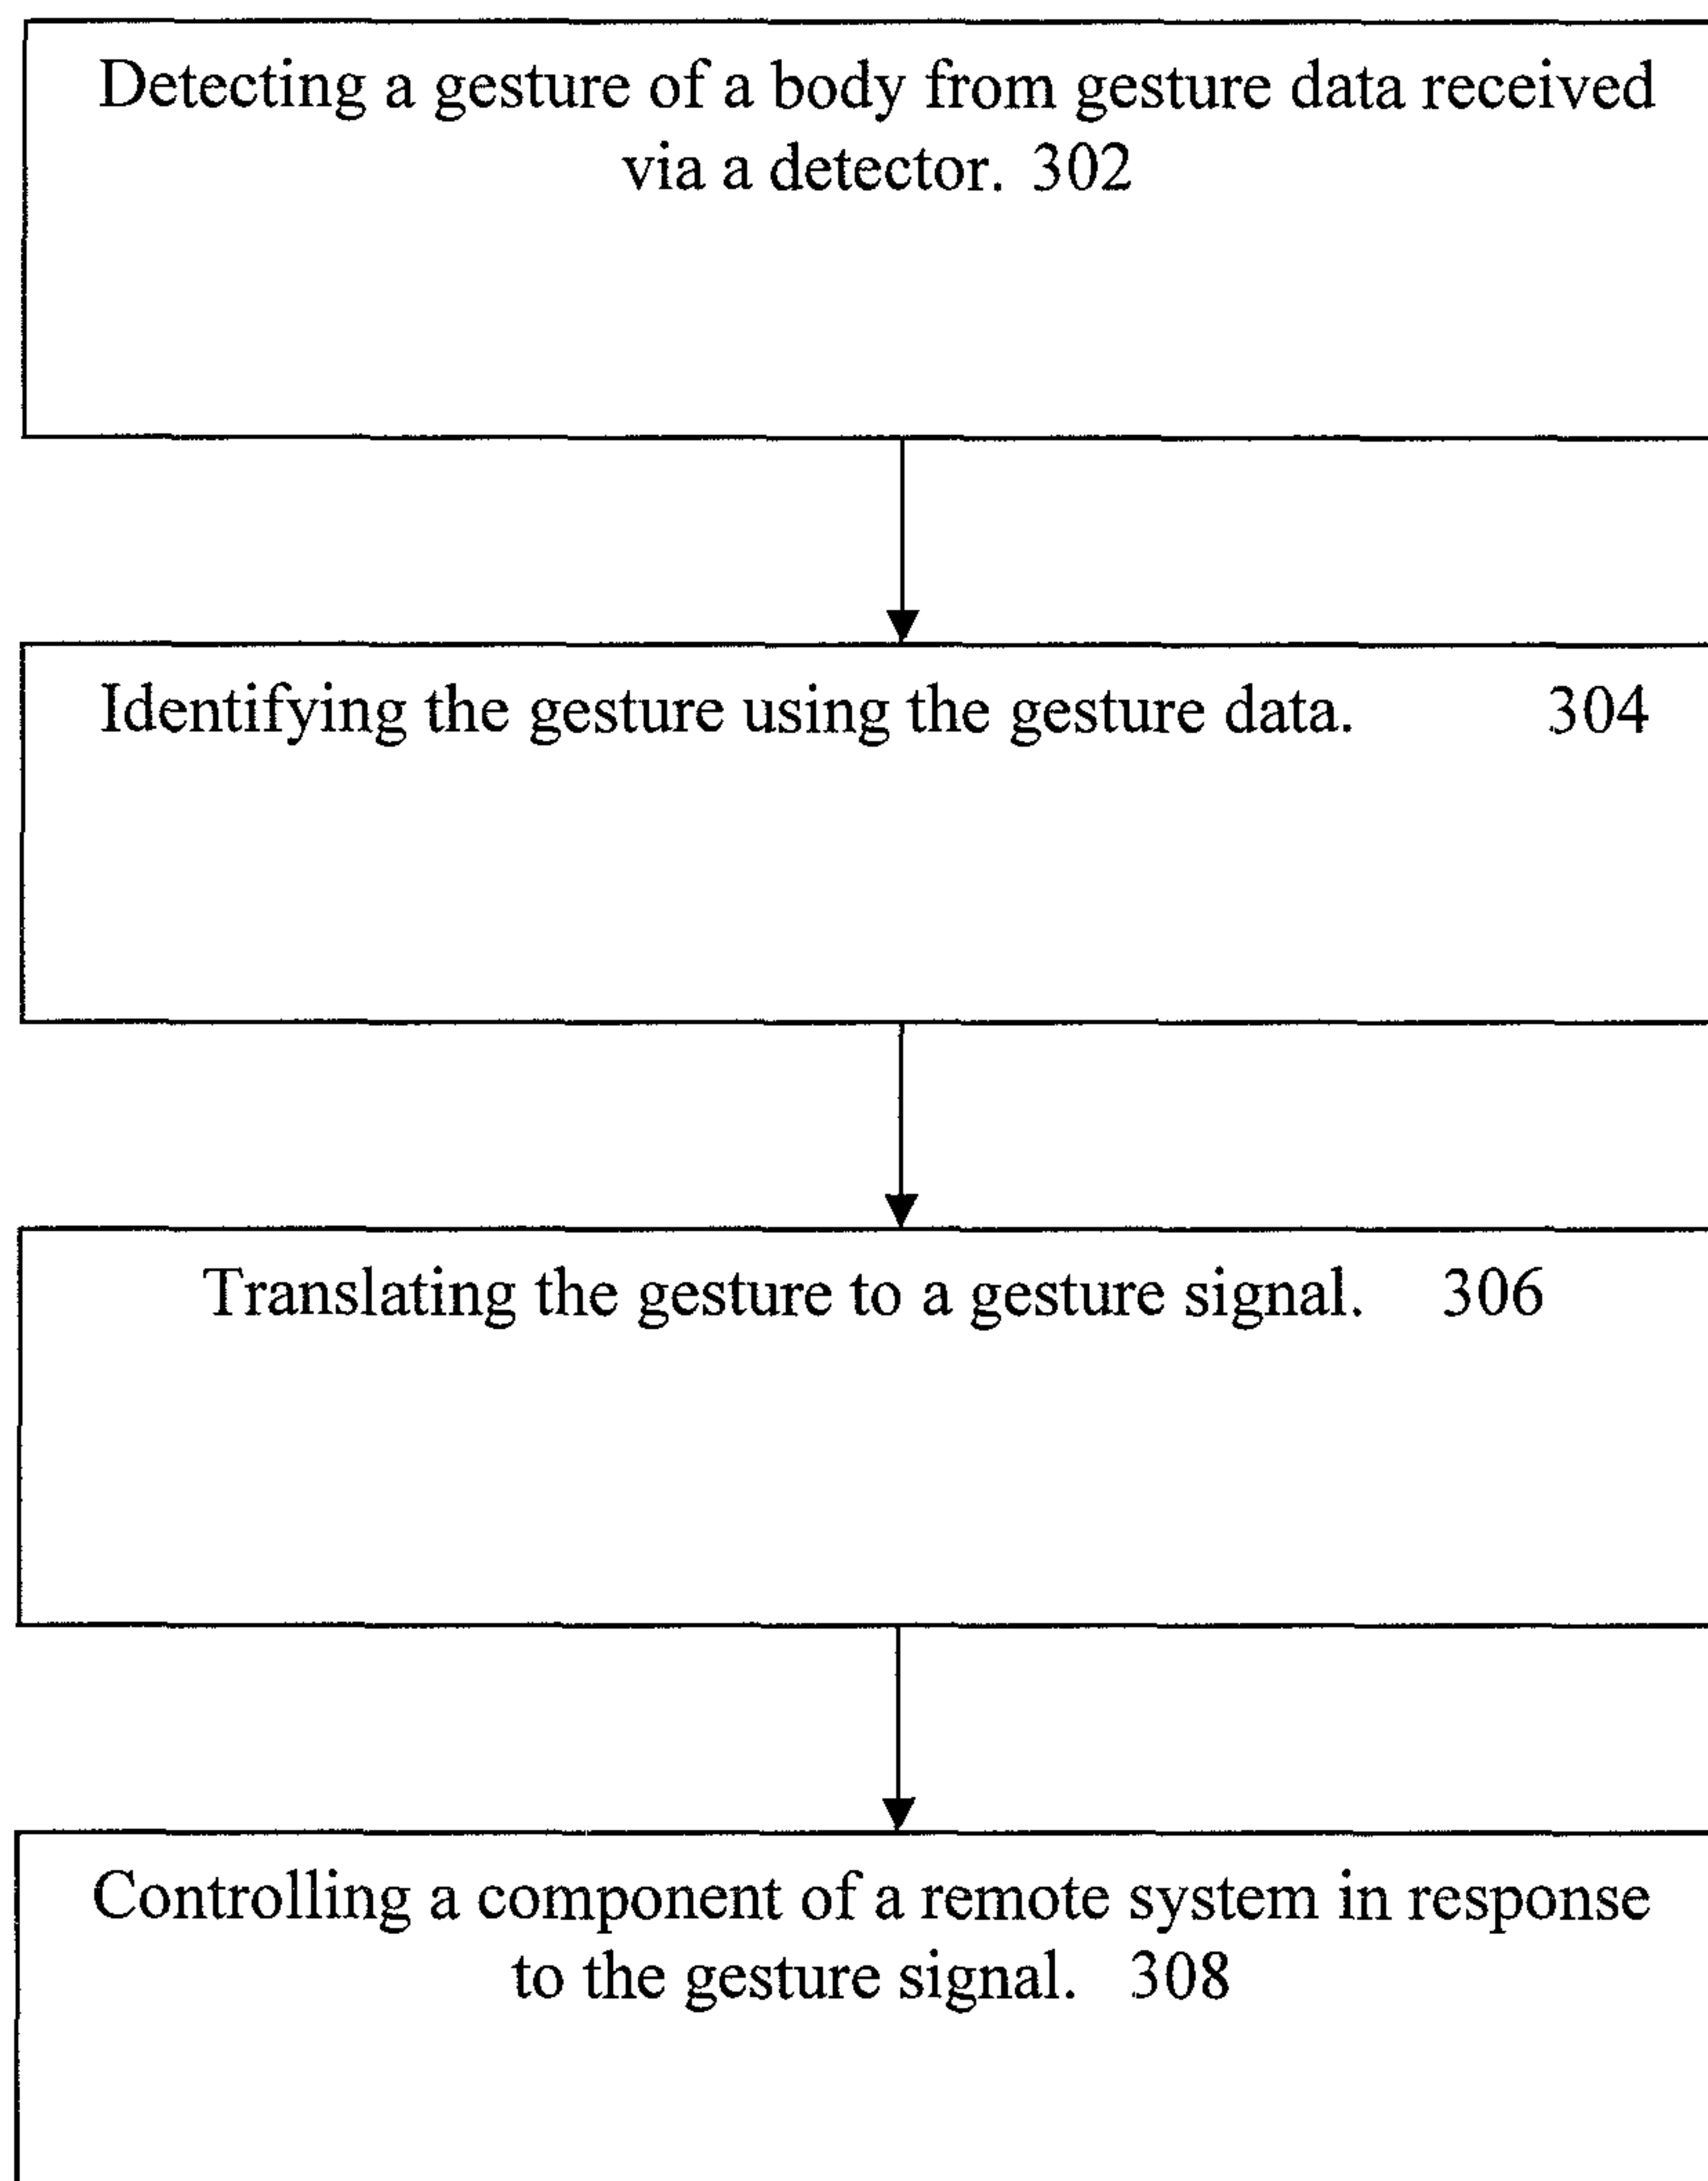 Detecting a gesture of a body from gesture data received
via a detector. 302
Identifying the gesture using the gesture data. 304
Translating the gesture to a gesture signal. 306
Controlling a component of a remote system in response
to the gesture signal. 308